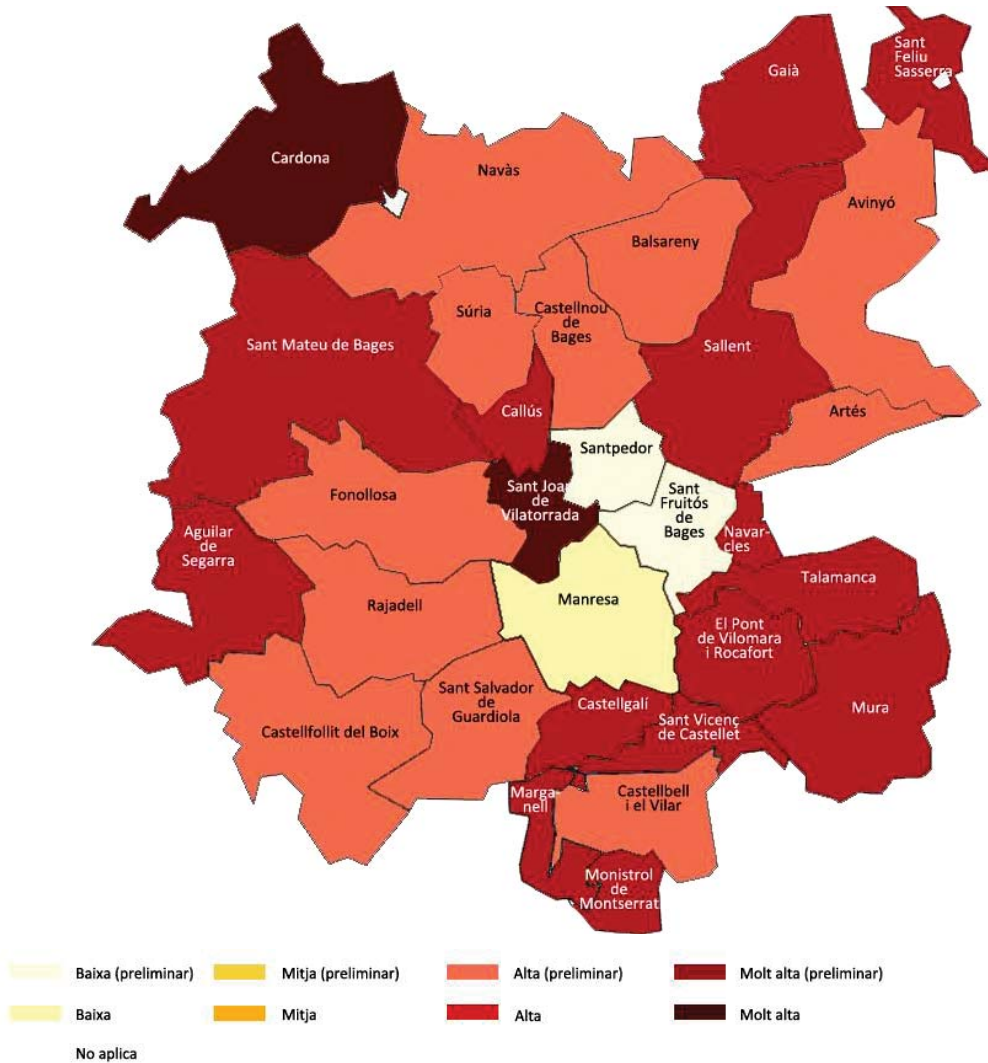 Sant
Feliu
Sasserra
Gaià
Cardona
Navàs
Avinyó
Balsareny
Súria
Castellnou
de
Bages
Sant Mateu de Bages
Sallent
Callús
Artés
Santpedor
Fonollosa
Sant Joa
de
Vilatorrada
Sant
Fruitós
de
Bages
Aguilar
de
Segarra
Navar-
cles
Talamanca
Rajadell
Manresa
El Pont
de Vilomara
i Rocafort
Sant Salvador
de
Guardiola
Castellgalí
Sant Vicenç
de Castellet
Mura
Castellfollit del Boix
Marga-
nell
Castellbell
i el Vilar
Monistrol
de
Montserrat
Baixa (preliminar)
Mitja (preliminar)
Alta (preliminar)
Molt alta (preliminar)
Baixa
Mitja
Alta
Molt alta
No aplica